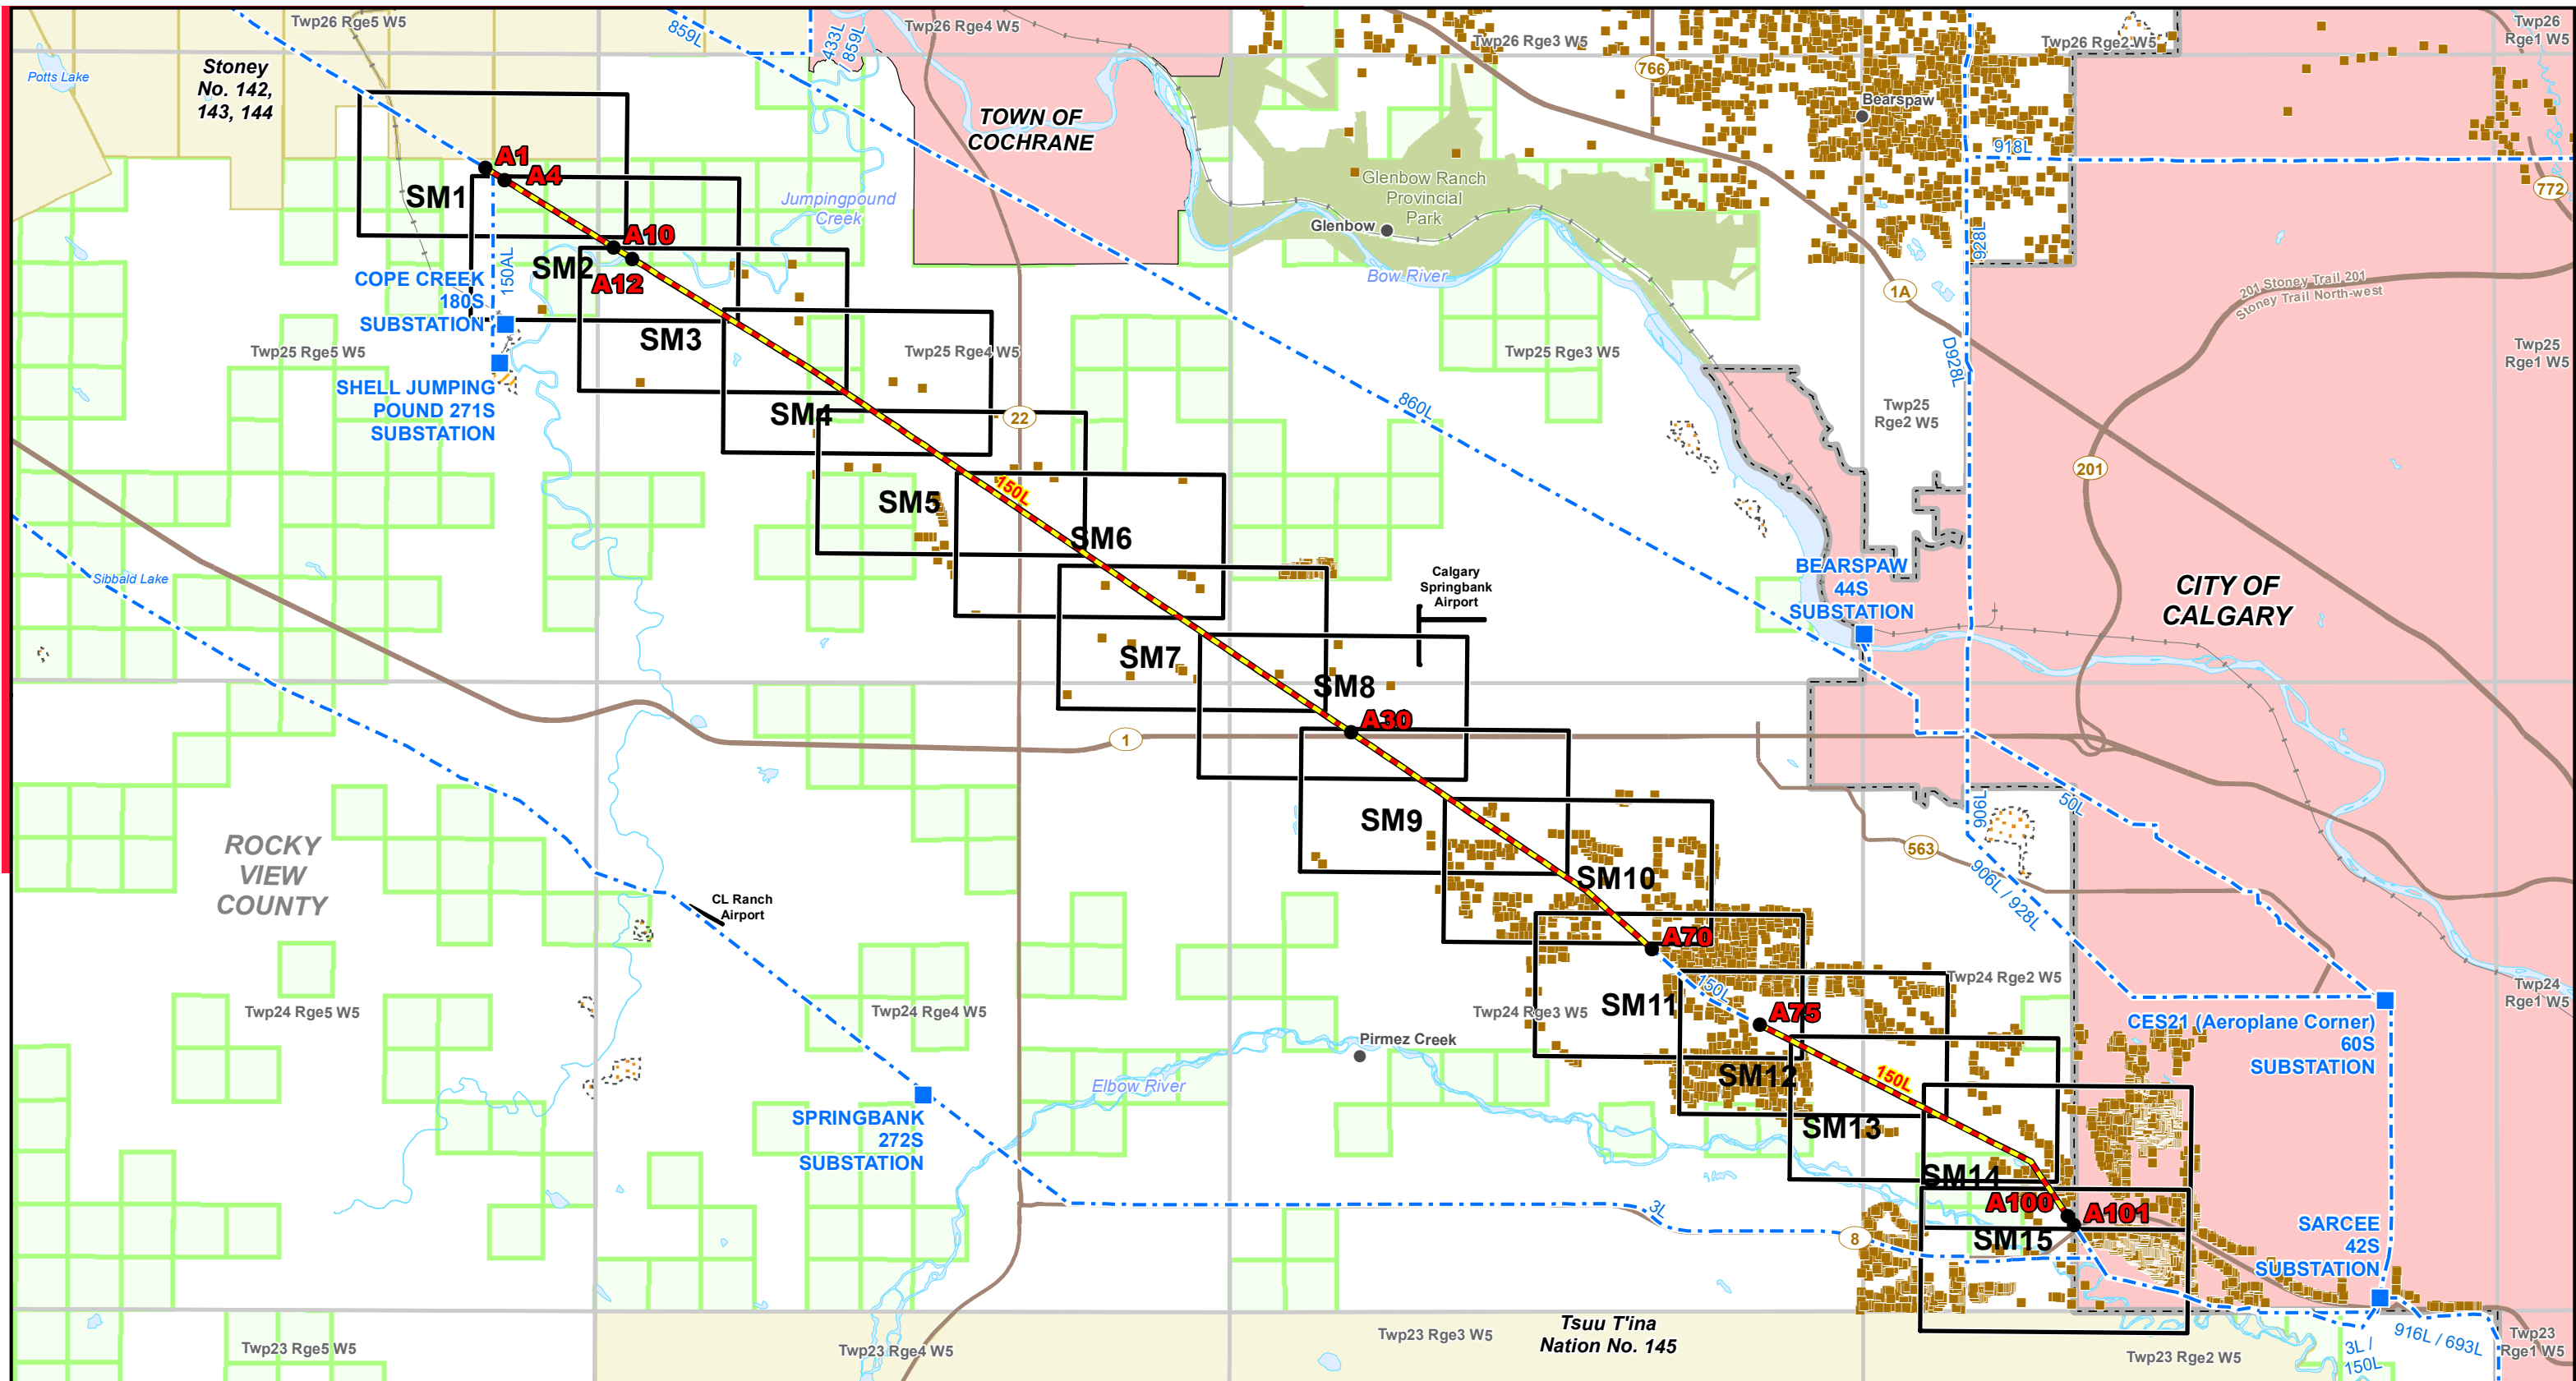 Twp26 Rge5 W5
859L
433L
859L
Twp26 Rge4 W5
Twp26 Rge3 W5
Twp26 Rge2 W5
Twp26
Rge1 W5
Potts Lake
Stoney
No. 142,
143, 144
766
Bearspaw
TOWN OF
COCHRANE
918L
772
A1
A4
SM1
Jumpingpound
Creek
Glenbow Ranch
Provincial
Park
Glenbow
A10
SM2
A12
Bow River
928L
1A
201 Stoney Trail 201
Stoney Trail North-west
COPE CREEK
180S
SUBSTATION
150AL
SM3
Twp25 Rge5 W5
Twp25 Rge4 W5
Twp25 Rge3 W5
D928L
Twp25
Rge1 W5
SHELL JUMPING
POUND 271S
SUBSTATION
SM4
22
860L
Twp25
Rge2 W5
201
SM5
150L
SM6
Sibbald Lake
Calgary
Springbank
Airport
BEARSPAW
44S
SUBSTATION
CITY OF
CALGARY
SM7
SM8
A30
1
SM9
906L
50L
563
ROCKY
VIEW
COUNTY
SM10
906L / 928L
CL Ranch
Airport
A70
Twp24 Rge5 W5
Twp24 Rge4 W5
Twp24 Rge3 W5
SM11
150L
A75
Twp24 Rge2 W5
Twp24
Rge1 W5
CES21 (Aeroplane Corner)
60S
SUBSTATION
Pirmez Creek
Elbow River
SM12
150L
SPRINGBANK
272S
SUBSTATION
SM13
SM14
A100
A101
3L
8
SM15
SARCEE
42S
SUBSTATION
Twp23 Rge5 W5
Twp23 Rge4 W5
Twp23 Rge3 W5
Tsuu T'ina
Nation No. 145
Twp23 Rge2 W5
3L /
150L
916L / 693L
Twp23
Rge1 W5